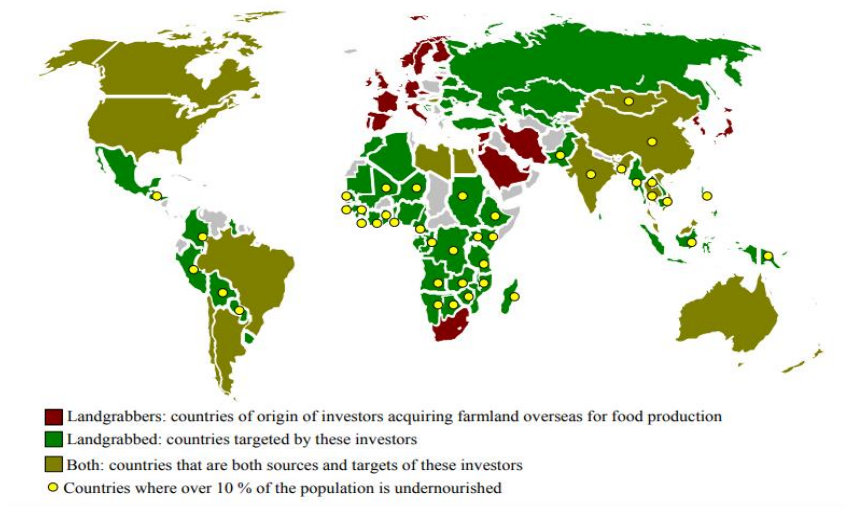 Landgrabbers: countries of origin of investors acquiring farmland overseas for food production
Landgrabbed: countries targeted by these investors
Both: countries that are both sources and targets of these investors
Countries where over 10 % of the population is undernourished